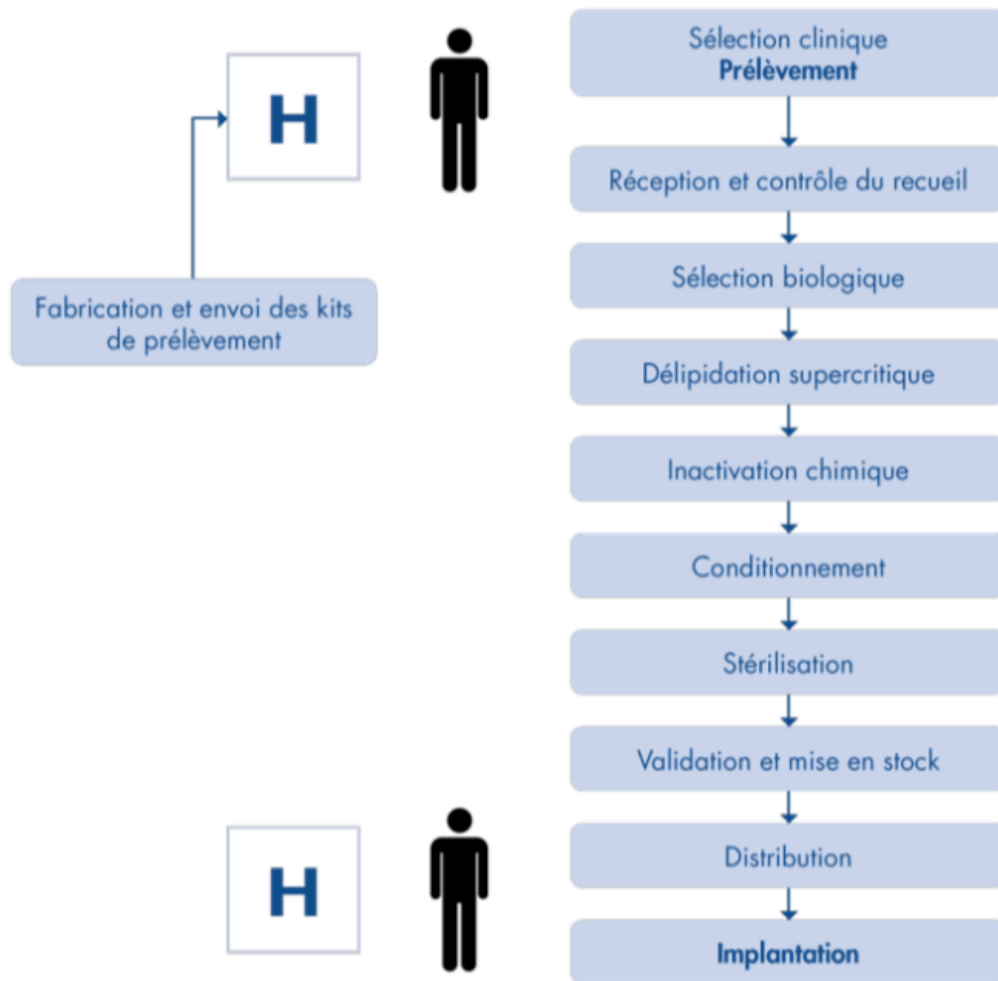 H
Fabrication et envoi des kits
de prélèvement
Sélection clinique
Prélèvement
Réception et contrôle du recueil
Sélection biologique
Délipidation supercritique
Inactivation chimique
Conditionnement
Stérilisation
Validation et mise en stock
Distribution
H
Implantation